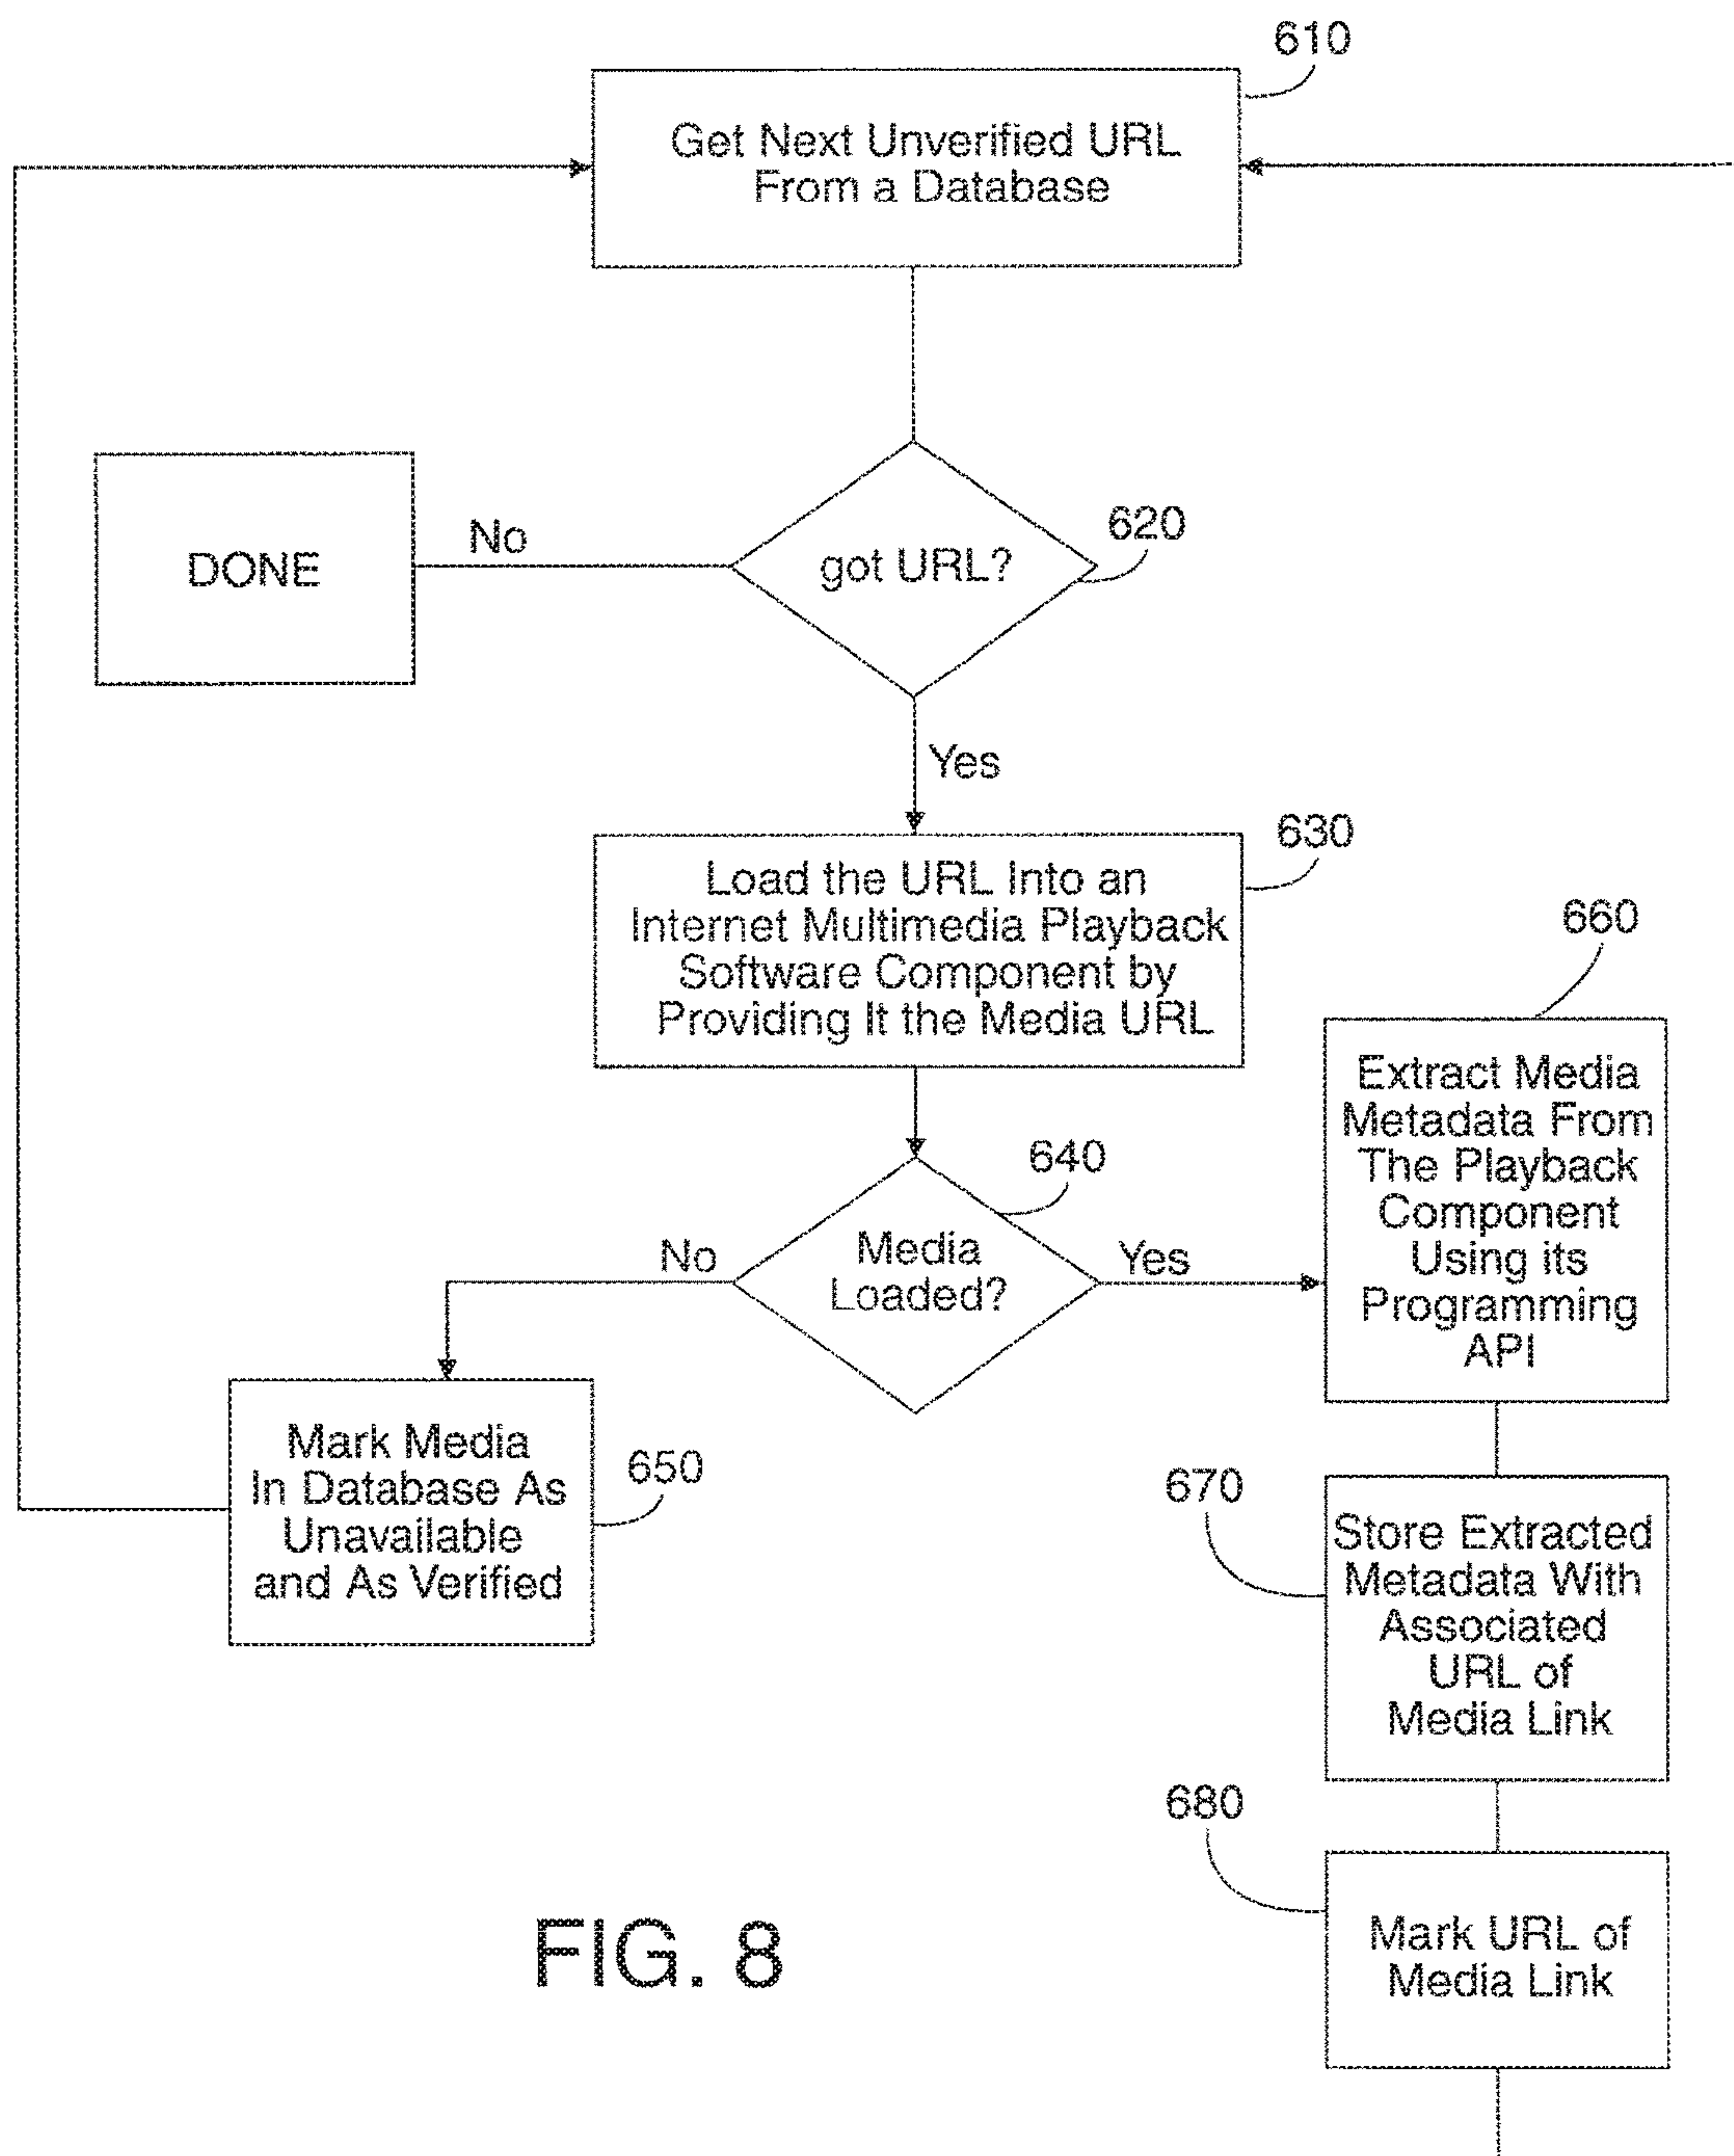 610
Get Next Unverified URL
From a Database
DONE
No
got URL?
620
Yes
630
Load the URL Into an
Internet Multimedia Playback
Software Component by
Providing It the Media URL
640
Media
Loaded?
No
Yes
660
Extract Media
Metadata From
The Playback
Component
Using its
Programming
API
Mark Media
In Database As
Unavailable
and As Verified
650
670
Store Extracted
Metadata With
Associated
URL of
Media Link
680
Mark URL of
Media Link
FIG. 8